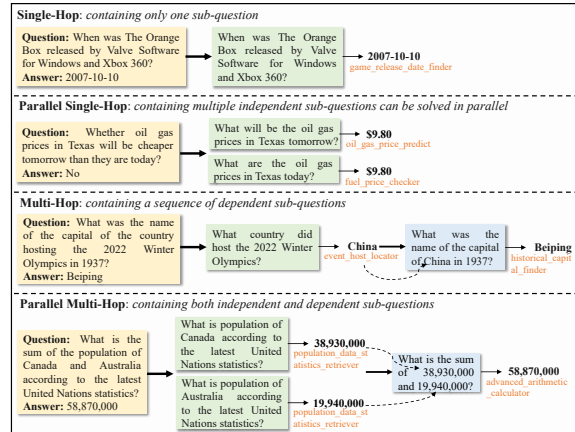 Single-Hop: containing only one sub-question
Question: When was The Orange
Box released by Valve Software
for Windows and Xbox 360?
Answer: 2007-10-10
When was The Orange
Box released by Valve
Software for Windows
and Xbox 360?
2007-10-10
game_release_date_finder
Parallel Single-Hop: containing multiple independent sub-questions can be solved in parallel
Question: Whether oil gas
prices in Texas will be cheaper
tomorrow than they are today?
Answer: No
What will be the oil gas
prices in Texas tomorrow?
$9.80
oil_gas_price_predict
What are the oil gas
prices in Texas today?
$9.80
fuel_price_checker
Multi-Hop: containing a sequence of dependent sub-questions
Question: What was the name
of the capital of the country
hosting the 2022 Winter
Olympics in 1937?
Answer: Beiping
What country did
host the 2022 Winter
Olympics?
China
event_host_locator
What was the
name of the capital
of China in 1937?
Beiping
historical_capit
al_finder
Parallel Multi-Hop: containing both independent and dependent sub-questions
Question: What is the
sum of the population of
Canada and Australia
according to the latest
United Nations statistics?
Answer: 58,870,000
What is population of
Canada according to
the latest United
Nations statistics?
38,930,000
population_data_st
atistics_retriever
What is population of
Australia according
to the latest United
Nations statistics?
19,940,000
population_data_st
atistics_retriever
What is the sum
of 38,930,000
and 19,940,000?
58,870,000
advanced_arithmetic
_calculator